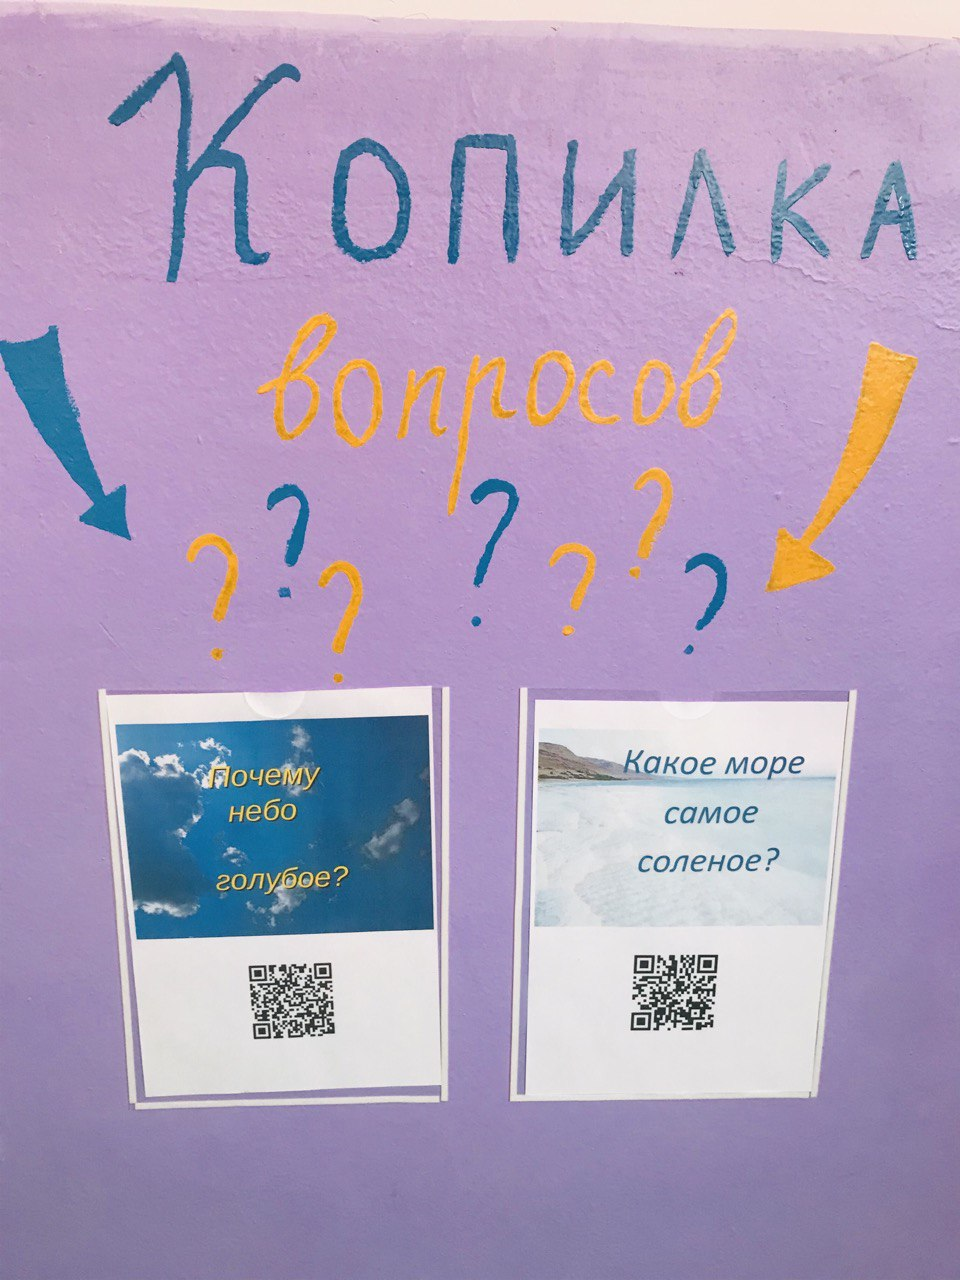 Копилка
вопросов
? ? ? ? ? ? ?
Почему
небо
голубое?
Какое море
самое
соленое?